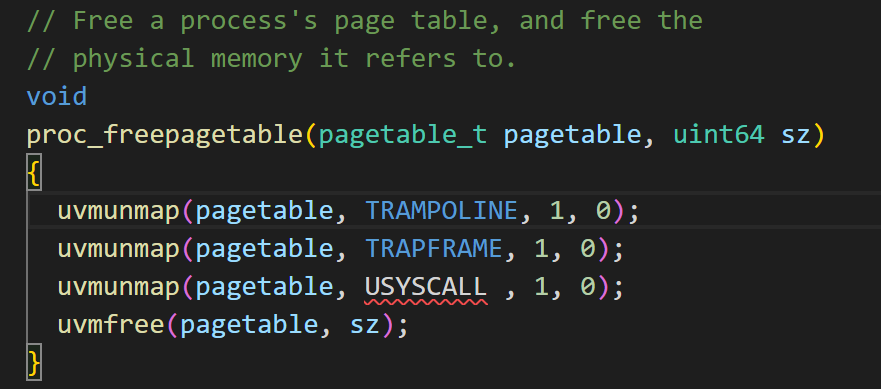 // Free a process's page table, and free the
// physical memory it refers to.
void
proc_freepagetable(pagetable_t pagetable, uint64 sz)
{
  uvmunmap(pagetable, TRAMPOLINE, 1, 0);
  uvmunmap(pagetable, TRAPFRAME, 1, 0);
  uvmunmap(pagetable, USYSCALL , 1, 0);
  uvmfree(pagetable, sz);
}